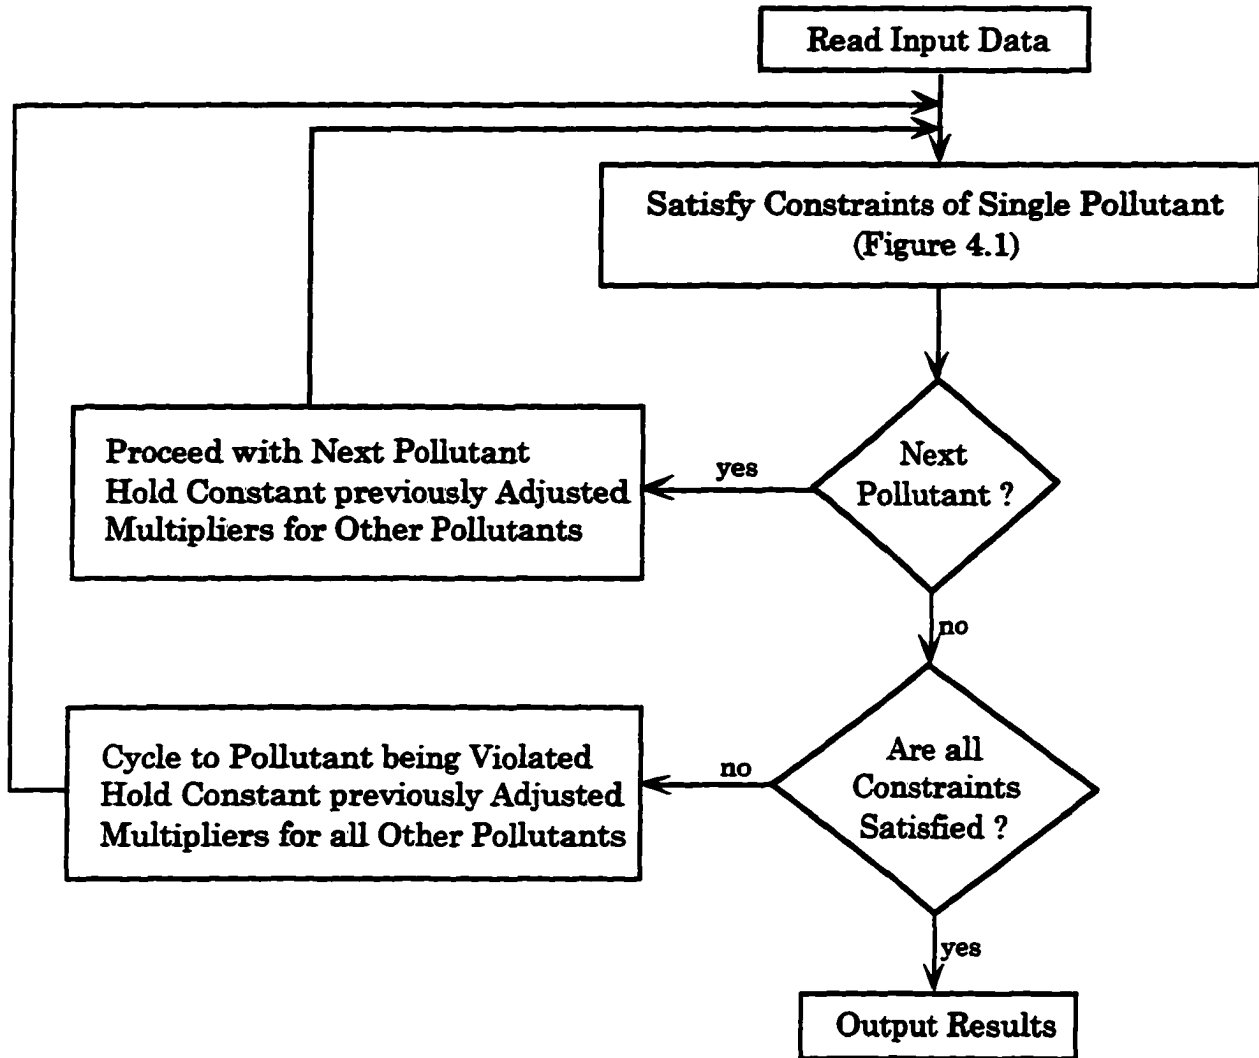 Read Input Data
Satisfy Constraints of Single Pollutant
(Figure 4.1)
Next
Pollutant ?
yes
Proceed with Next Pollutant
Hold Constant previously Adjusted
Multipliers for Other Pollutants
no
Are all
Constraints
Satisfied ?
no
Cycle to Pollutant being Violated
Hold Constant previously Adjusted
Multipliers for all Other Pollutants
yes
Output Results